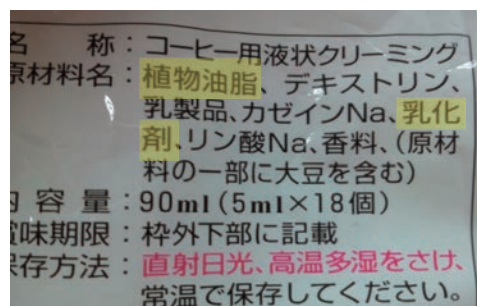 名 称：コーヒー用液状クリーミング
原材料名：植物油脂、デキストリン、
乳製品、カゼインNa、乳化
剤、リン酸Na、香料、(原材
料の一部に大豆を含む)
内 容 量：90ml(5ml×18個)
賞味期限：枠外下部に記載
保存方法：直射日光、高温多湿をさけ、
常温で保存してください。